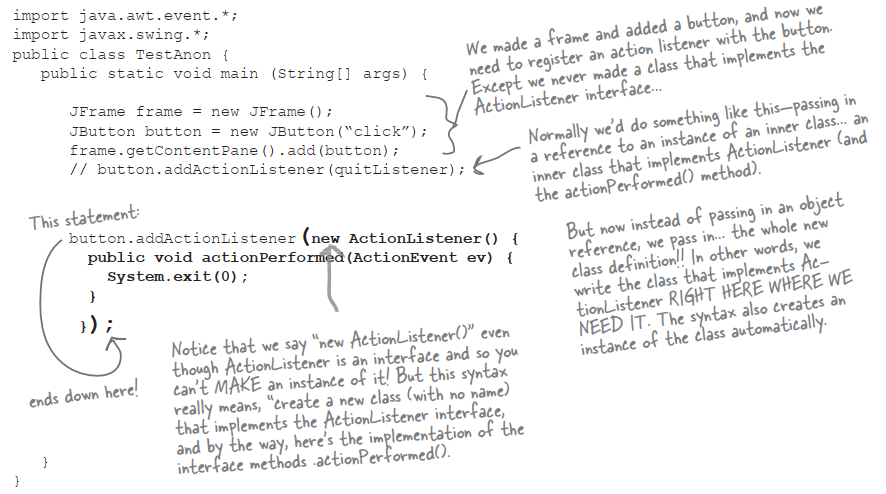 import java.awt.event.*;
import javax.swing.*;
public class TestAnon {
public static void main (String[] args) {
We made a frame and added a button, and now we
need to register an action listener with the button.
Except we never made a class that implements the
ActionListener interface...
JFrame frame = new JFrame();
JButton button = new JButton(“click”);
frame.getContentPane().add(button);
// button.addActionListener(quitListener);
Normally we'd do something like this—passing in
a reference to an instance of an inner class... an
inner class that implements ActionListener (and
the actionPerformed() method).
This statement:
button.addActionListener(new ActionListener() {
public void actionPerformed(ActionEvent ev) {
System.exit(0);
}
});
ends down here!
But now instead of passing in an object
reference, we pass in... the whole new
class definition!! In other words, we
write the class that implements Ac-
tionListener RIGHT HERE WHERE WE
NEED IT. The syntax also creates an
instance of the class automatically.
Notice that we say “new ActionListener()” even
though ActionListener is an interface and so you
can't MAKE an instance of it! But this syntax
really means, “create a new class (with no name)
that implements the ActionListener interface,
and by the way, here's the implementation of the
interface methods .actionPerformed().
}
}